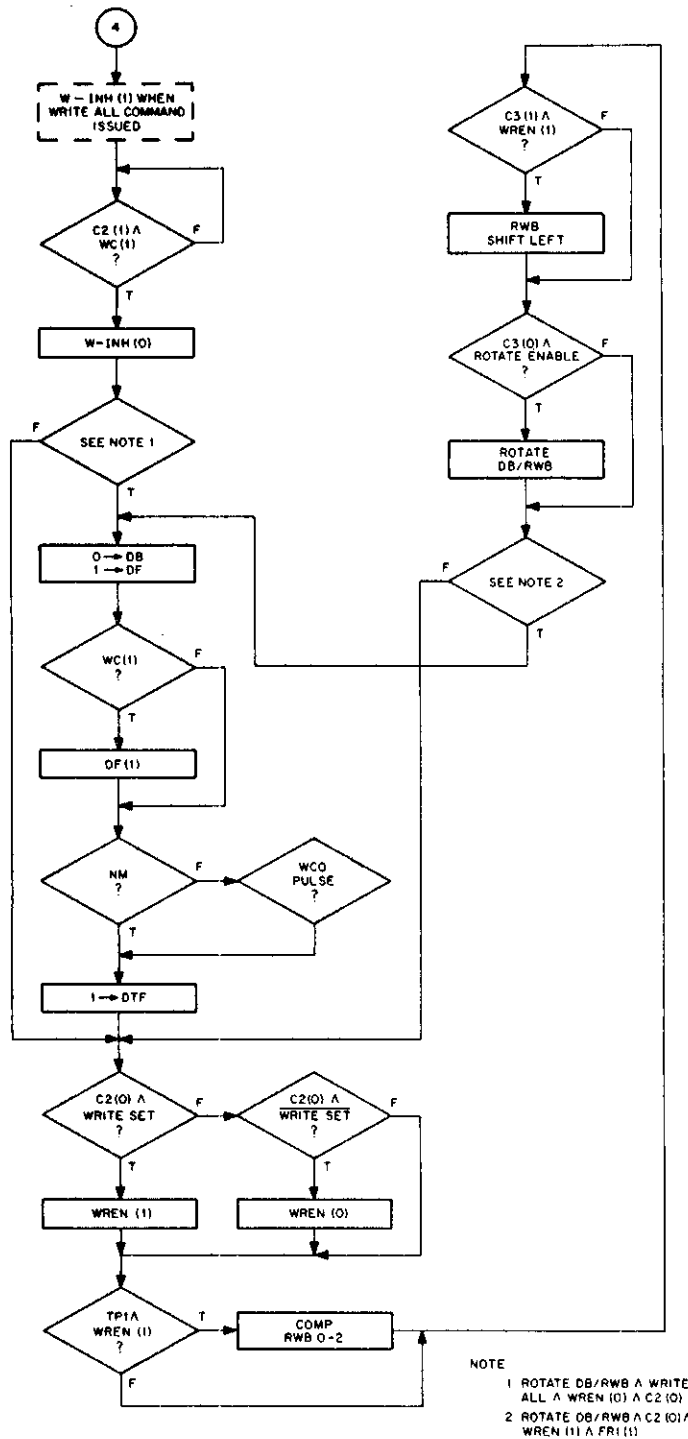 4
W-INH (1) WHEN
WRITE ALL COMMAND
ISSUED
C2 (1) Λ
WC(1)
?
F
T
W-INH (0)
SEE NOTE 1
F
T
0 → DB
1 → DF
WC(1)
?
F
T
DF (1)
NM
?
F
T
WCO
PULSE
?
1 → DTF
C2(0) Λ
WRITE SET
?
F
T
C2(0) Λ
WRITE SET
?
F
T
WREN (1)
WREN (0)
TP1 Λ
WREN (1)
?
T
F
COMP
RWB 0-2
C3(1) Λ
WREN (1)
?
F
T
RWB
SHIFT LEFT
C3(0) Λ
ROTATE ENABLE
?
F
T
ROTATE
DB/RWB
SEE NOTE 2
F
T
NOTE
1 ROTATE DB/RWB Λ WRITE
ALL Λ WREN (0) Λ C2 (0)
2 ROTATE DB/RWB Λ C2 (0) Λ
WREN (1) Λ FR1 (1)